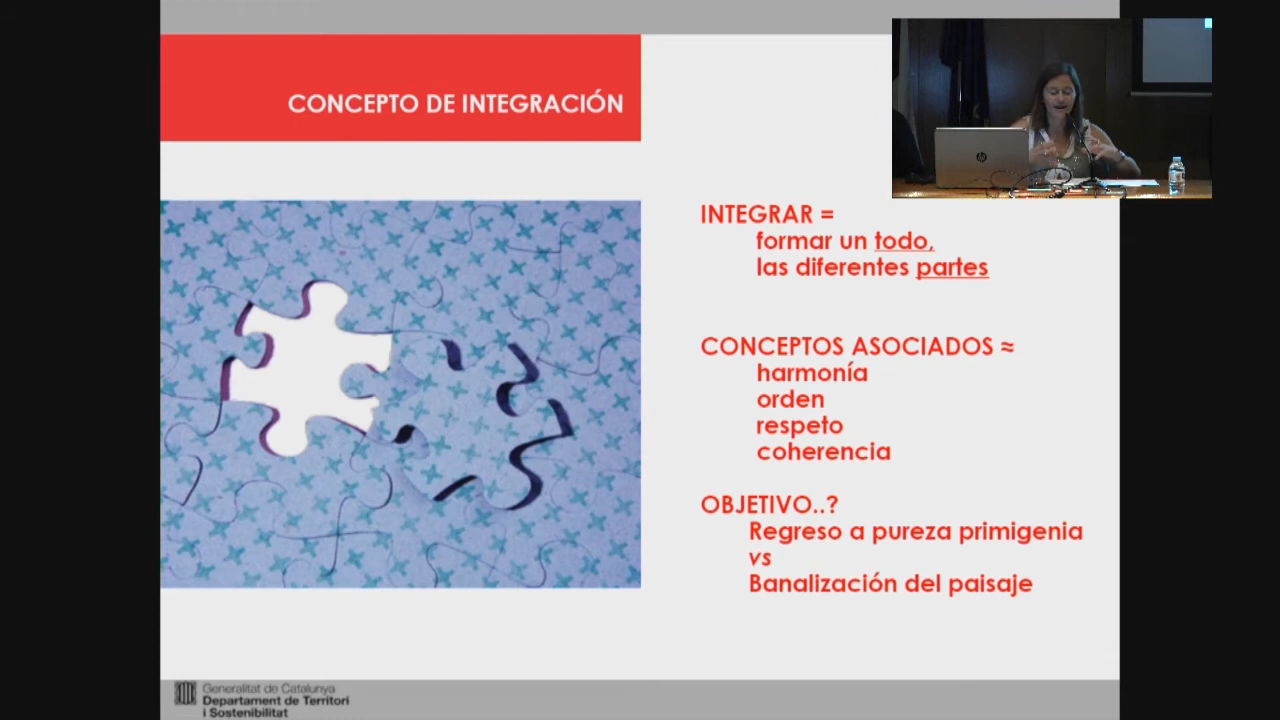 CONCEPTO DE INTEGRACIÓN
INTEGRAR =
formar un todo,
las diferentes partes
CONCEPTOS ASOCIADOS ≈
harmonía
orden
respeto
coherencia
OBJETIVO..?
Regreso a pureza primigenia
vs
Banalización del paisaje
Generalitat de Catalunya
Departament de Territori
i Sostenibilitat
hp